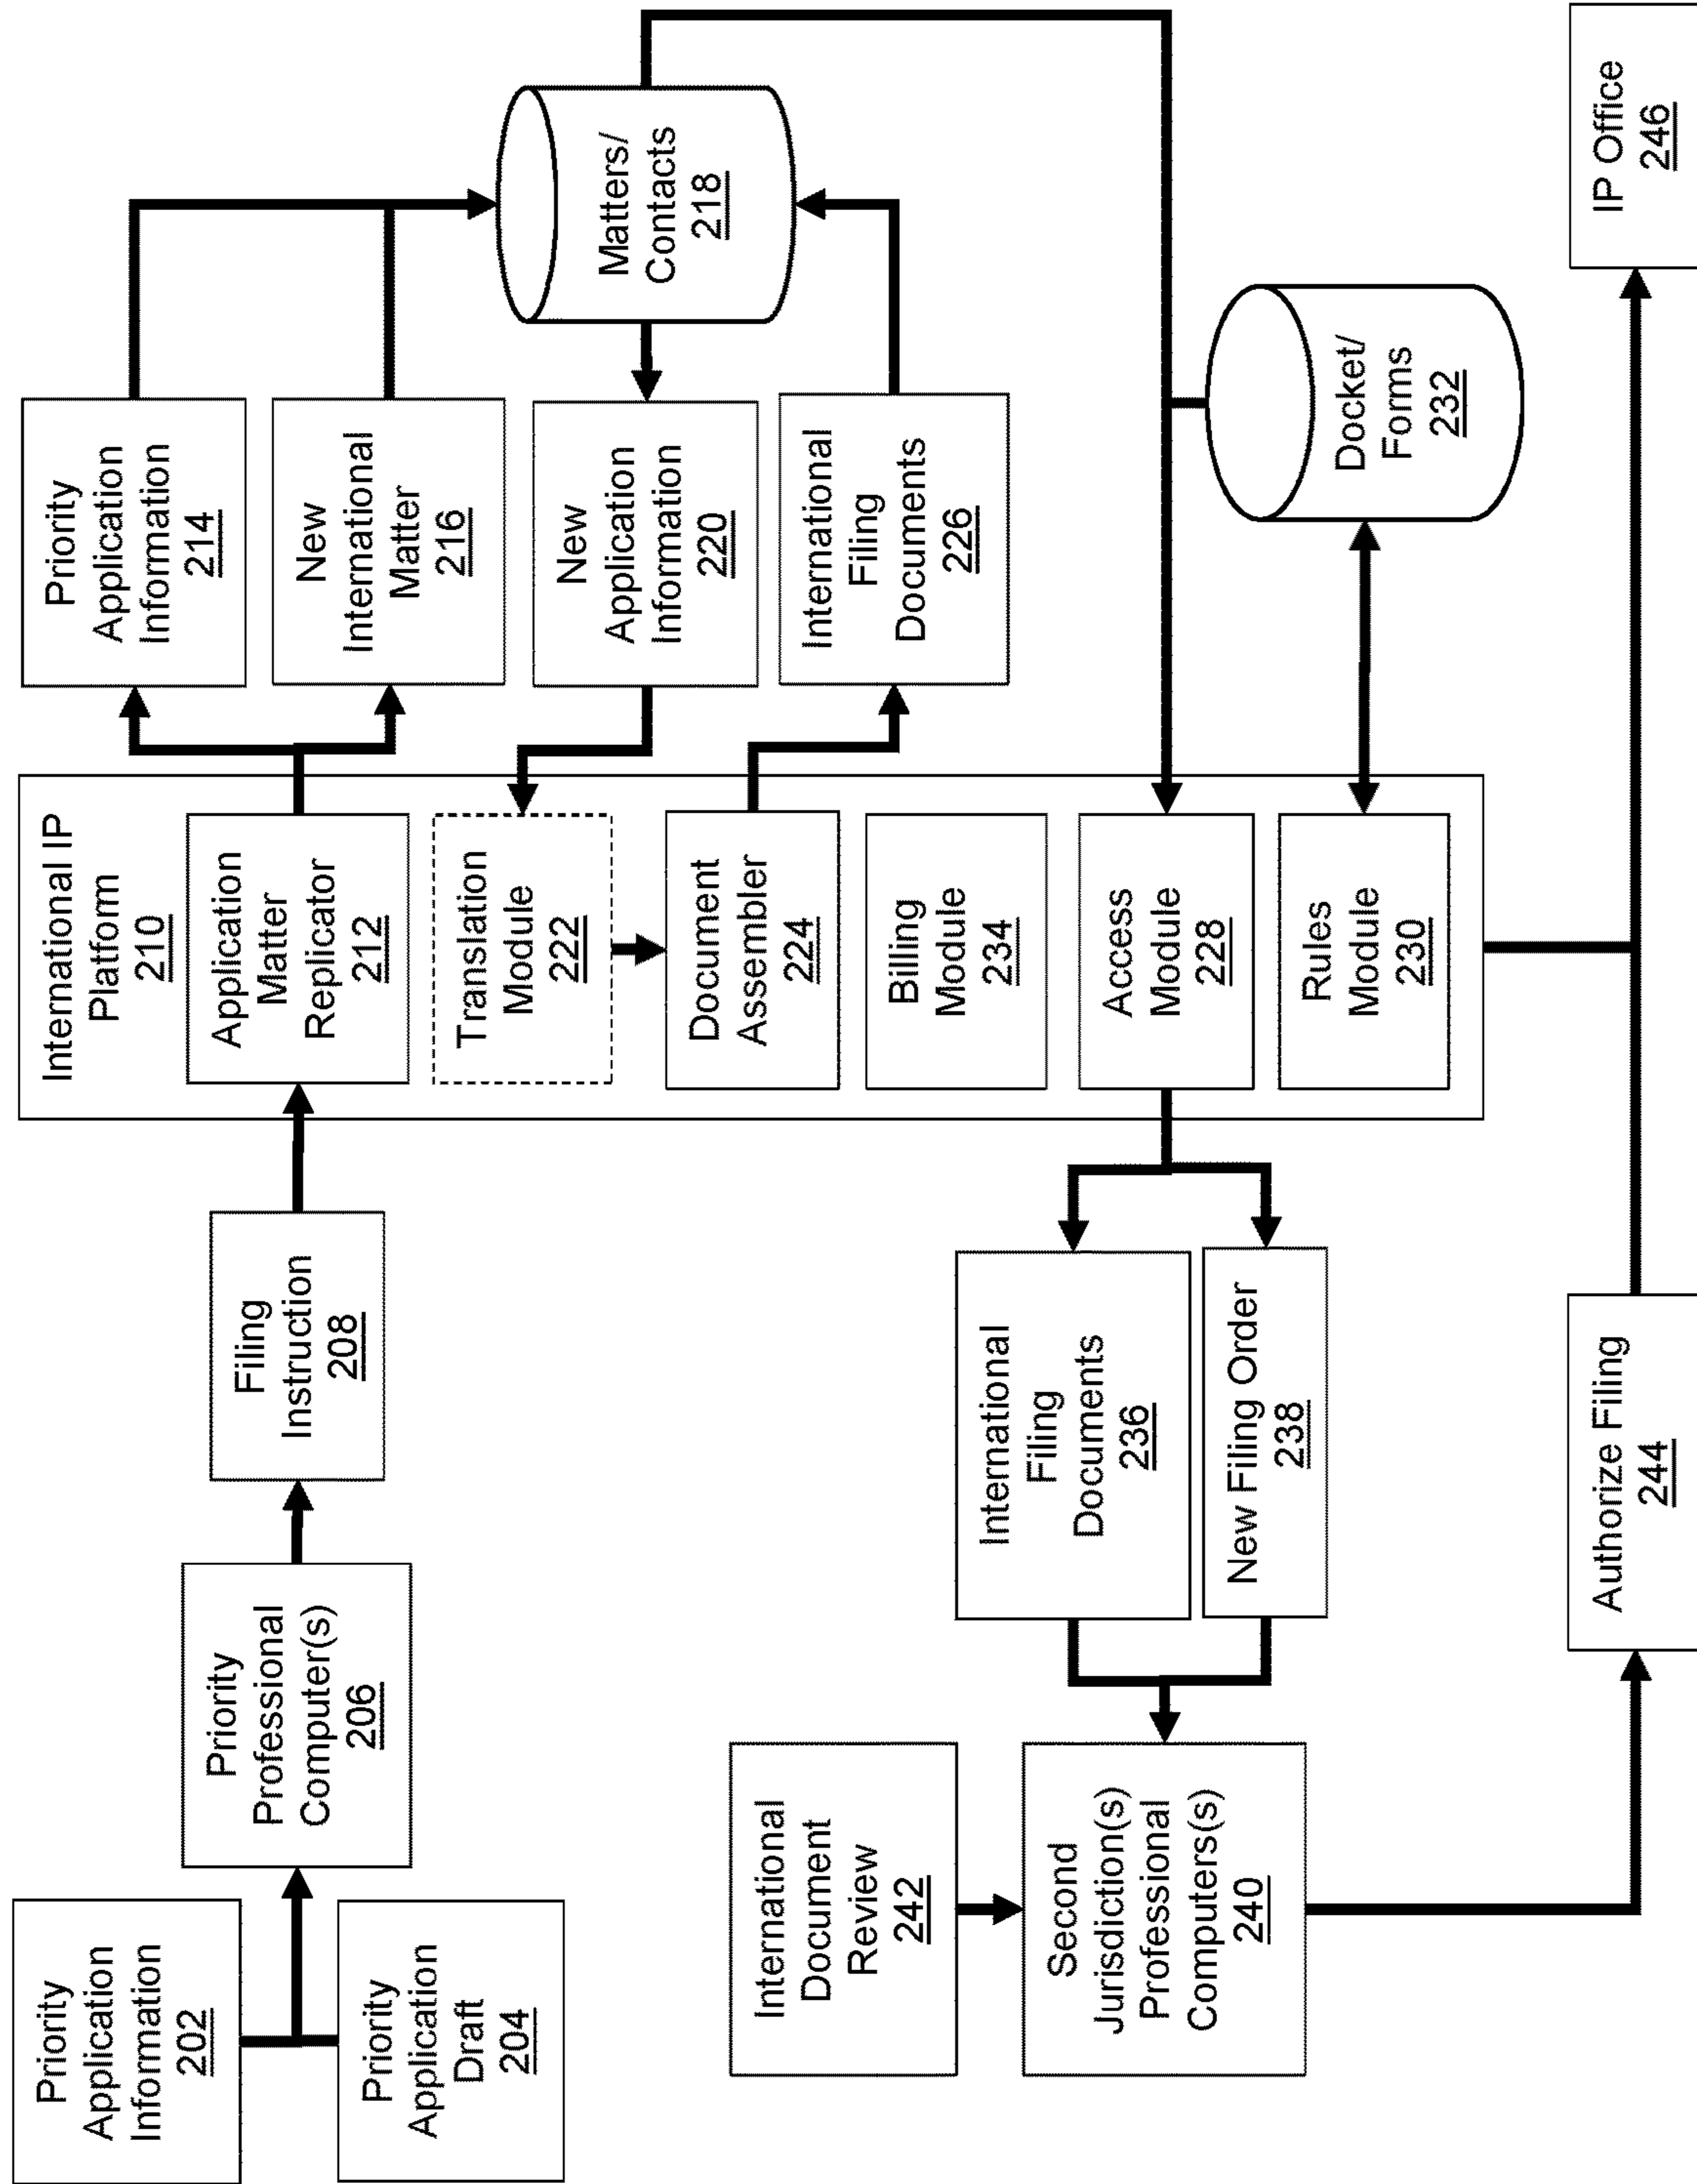 Priority
Application
Information
202
Priority
Application
Draft
204
Priority
Professional
Computer(s)
206
Filing
Instruction
208
International IP
Platform
210
Application
Matter
Replicator
212
Translation
Module
222
Document
Assembler
224
Billing
Module
234
Access
Module
228
Rules
Module
230
Priority
Application
Information
214
New
International
Matter
216
New
Application
Information
220
International
Filing
Documents
226
Matters/
Contacts
218
Docket/
Forms
232
International
Filing
Documents
236
New Filing Order
238
International
Document
Review
242
Second
Jurisdiction(s)
Professional
Computers(s)
240
Authorize Filing
244
IP Office
246